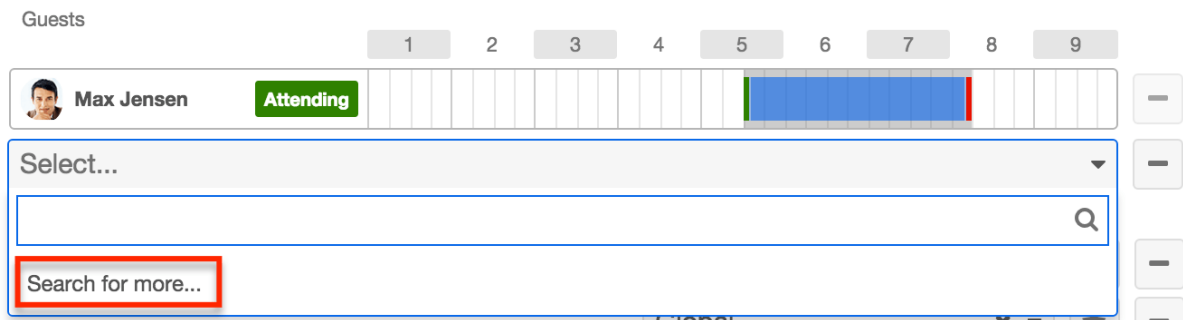 Guests
1 2 3 4 5 6 7 8 9
Max Jensen Attending
Select...
Search for more...